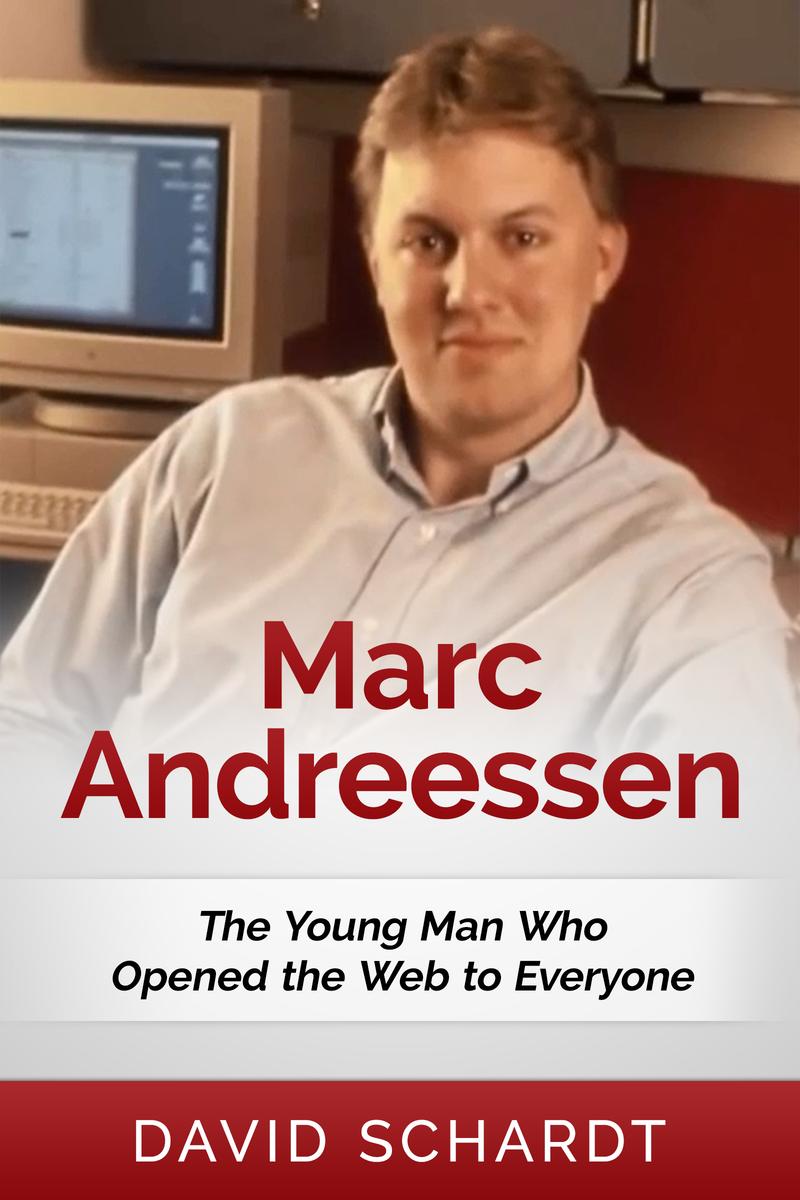 Marc
Andreessen
The Young Man Who
Opened the Web to Everyone
DAVID SCHARDT